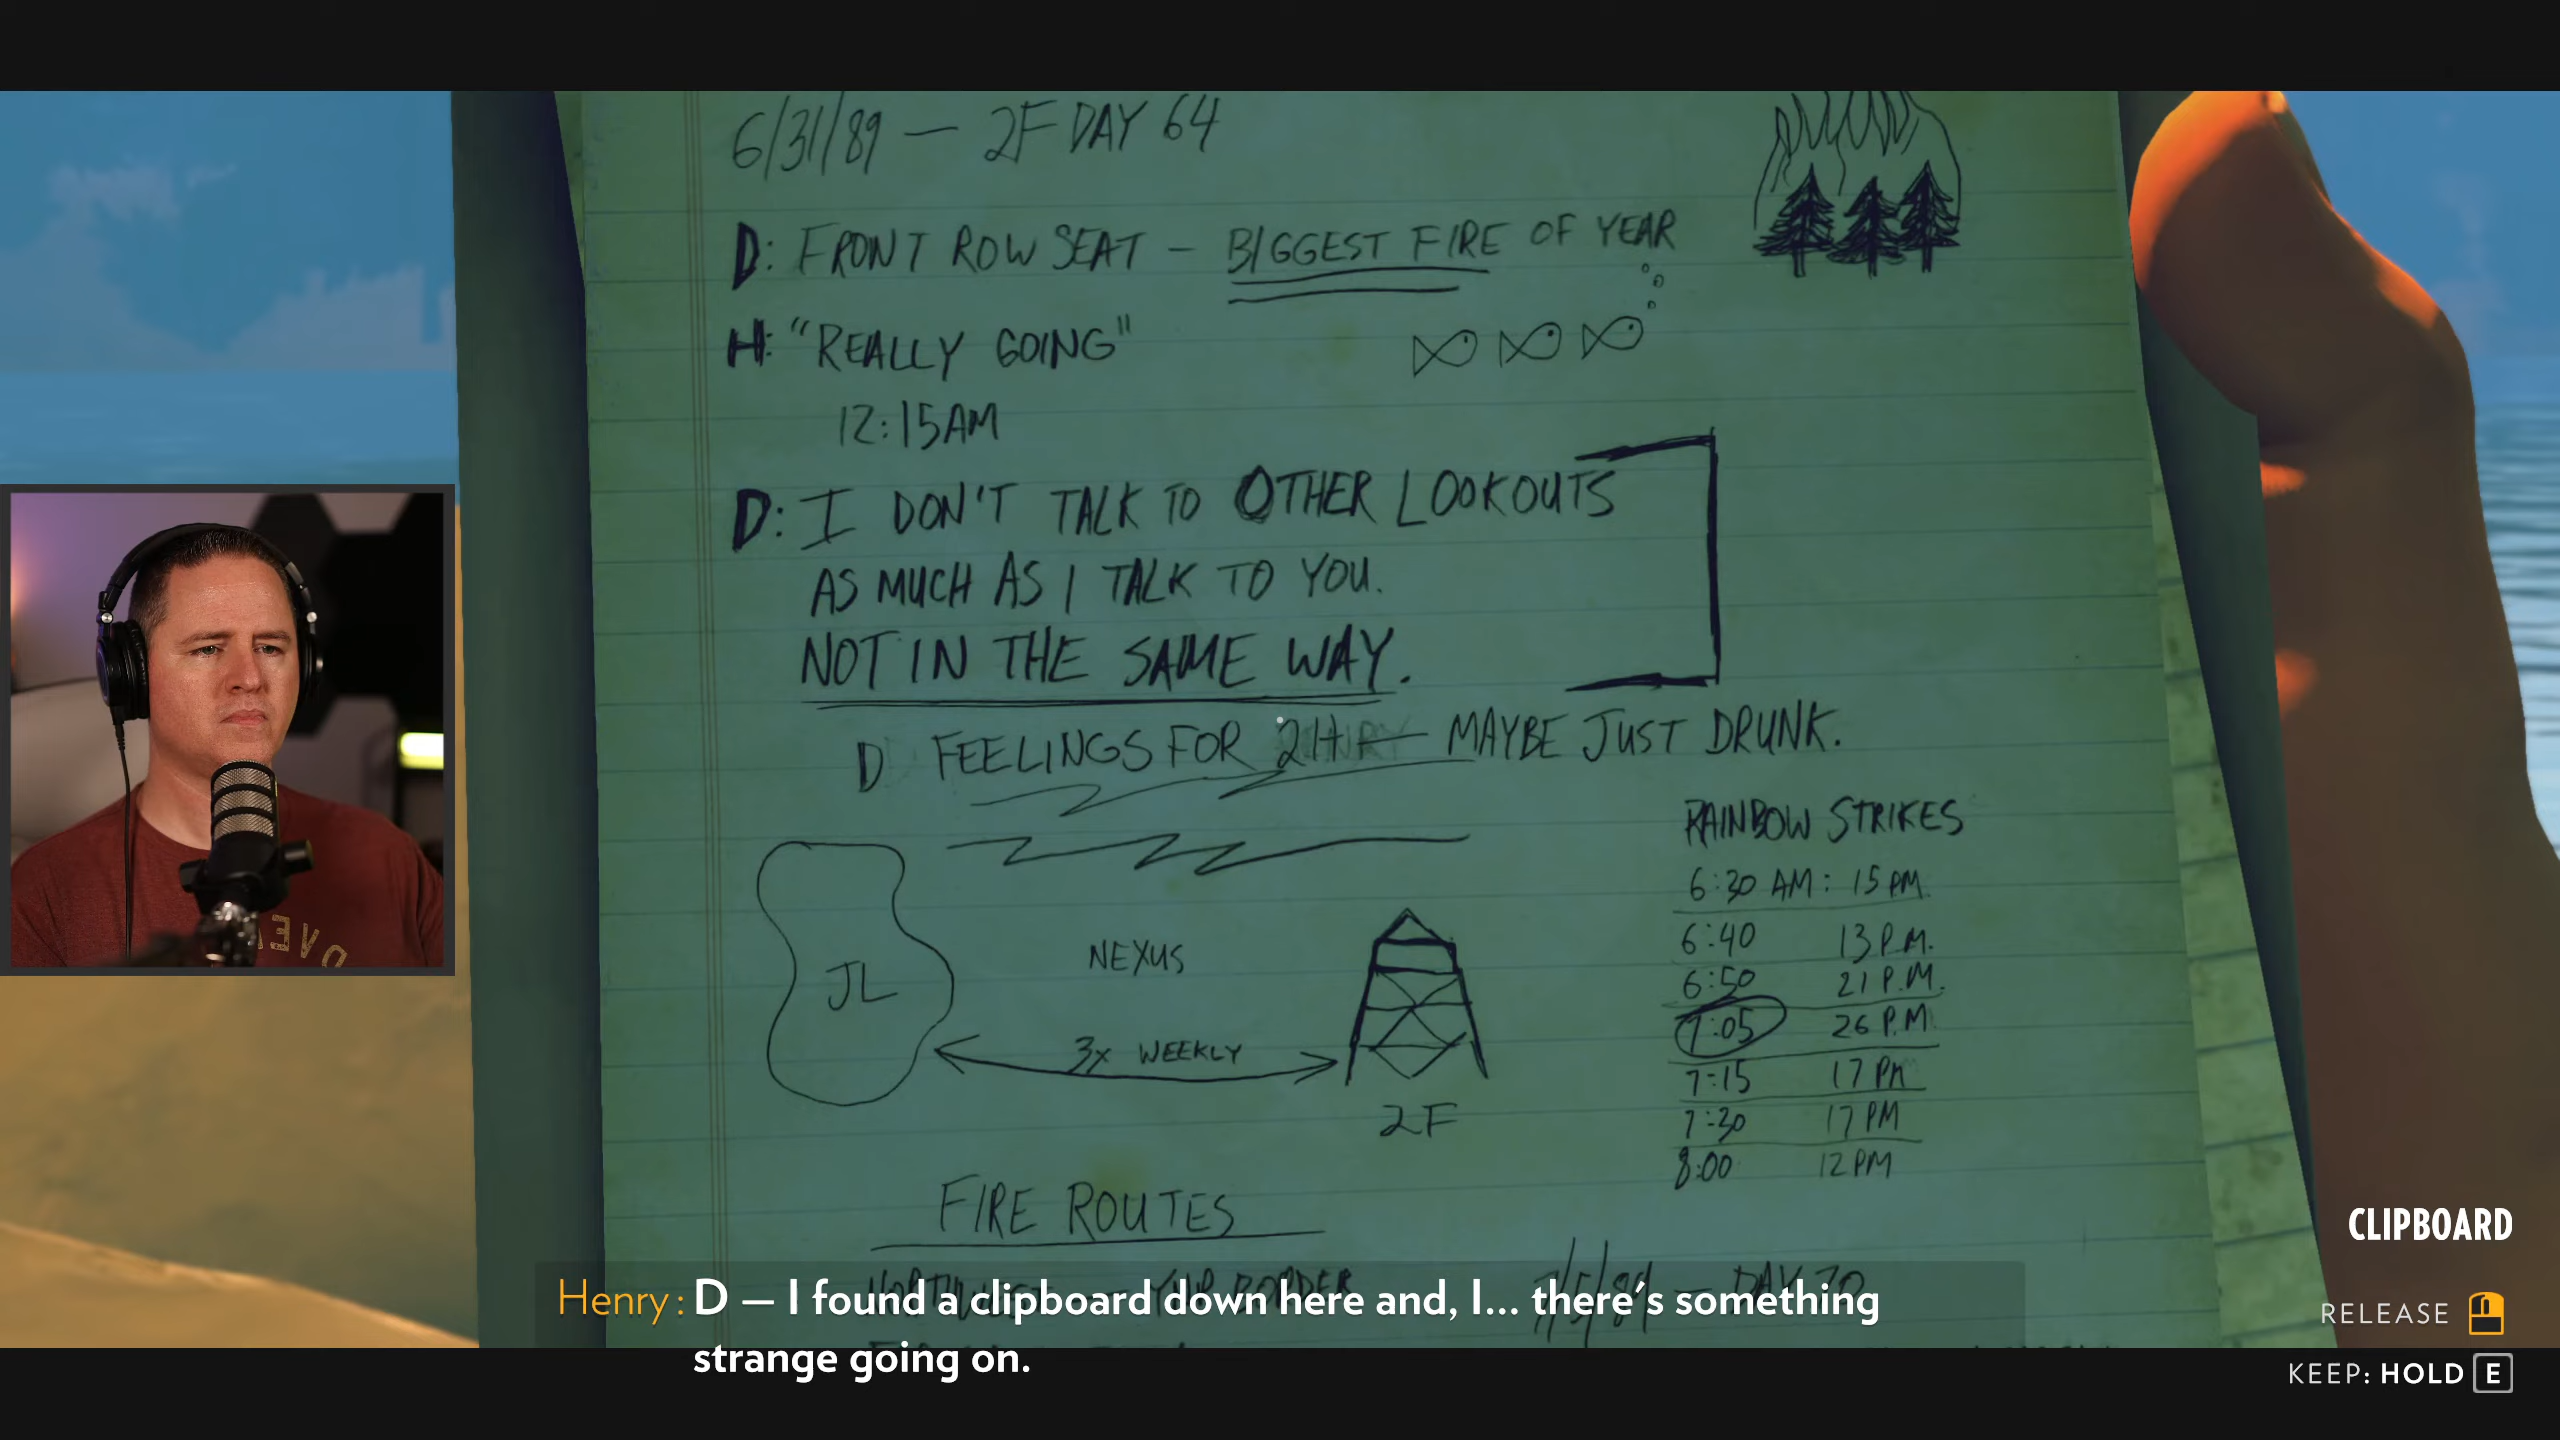 6/31/89 — 2F DAY 64
D: FRONT ROW SEAT – BIGGEST FIRE OF YEAR
H: "REALLY GOING"
12:15AM
D: I DON'T TALK TO OTHER LOOKOUTS
AS MUCH AS I TALK TO YOU.
NOT IN THE SAME WAY.
D FEELINGS FOR — MAYBE JUST DRUNK.
RAINBOW STRIKES
6:30 AM: 15 PM
6:40 13 P.M.
6:50 21 P.M.
7:05 26 P.M.
7:15 17 PM
7:30 17 PM
8:00 12 PM
JL
NEXUS
3x WEEKLY
2F
FIRE ROUTES
BORDER
DAY 70
Henry: D — I found a clipboard down here and, I... there's something
strange going on.
CLIPBOARD
RELEASE
KEEP: HOLD E